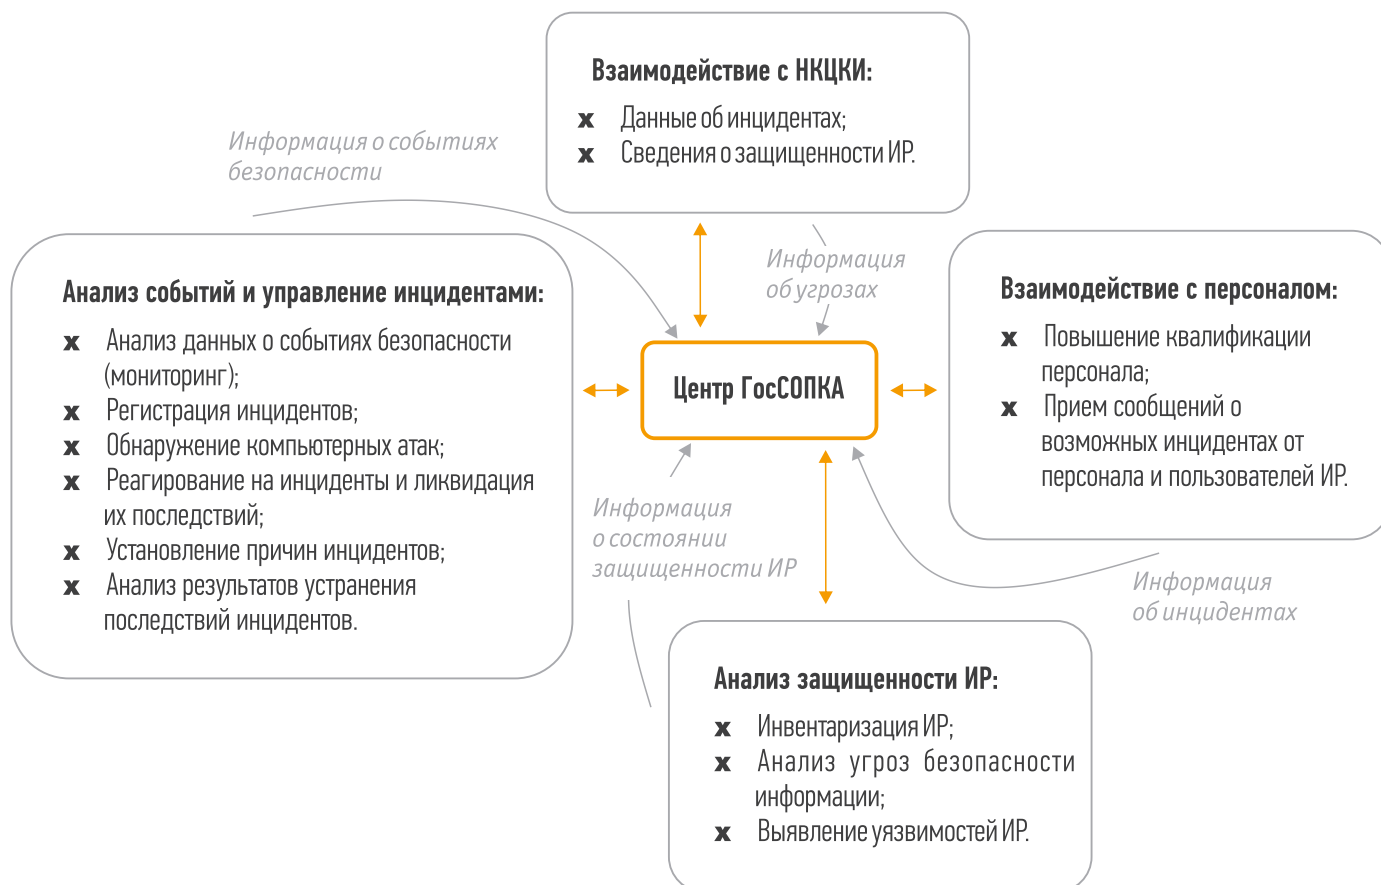 Взаимодействие с НКЦКИ:
x Данные об инцидентах;
x Сведения о защищенности ИР.
Информация о событиях
безопасности
Информация
об угрозах
Анализ событий и управление инцидентами:
x Анализ данных о событиях безопасности
(мониторинг);
x Регистрация инцидентов;
x Обнаружение компьютерных атак;
x Реагирование на инциденты и ликвидация
их последствий;
x Установление причин инцидентов;
x Анализ результатов устранения
последствий инцидентов.
Центр ГосСОПКА
Взаимодействие с персоналом:
x Повышение квалификации
персонала;
x Прием сообщений о
возможных инцидентах от
персонала и пользователей ИР.
Информация
о состоянии
защищенности ИР
Информация
об инцидентах
Анализ защищенности ИР:
x Инвентаризация ИР;
x Анализ угроз безопасности
информации;
x Выявление уязвимостей ИР.